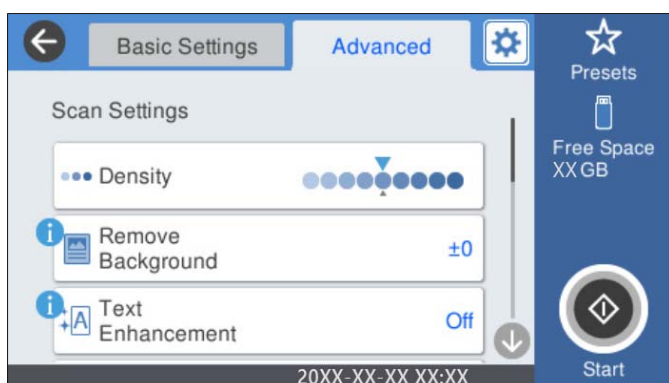 Basic Settings
Advanced
Presets
Scan Settings
Free Space
XX GB
Density
Remove
Background
±0
Text
Enhancement
Off
Start
20XX-XX-XX XX:XX